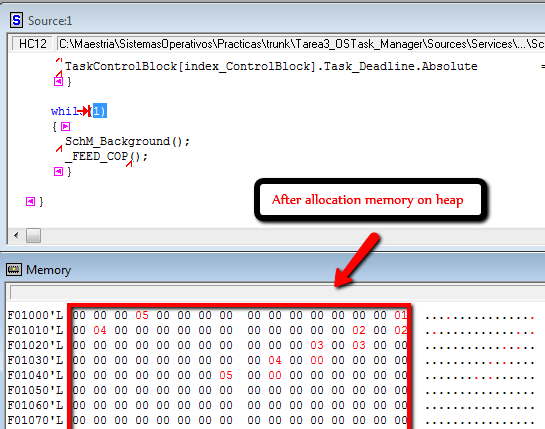 Source:1
HC12 C:\Maestria\SistemasOperativos\Practicas\trunk\Tarea3_OSTask_Manager\Sources\Services\...\Sc
TaskControlBlock[index_ControlBlock].Task_Deadline.Absolute =
}
whil (1)
{
SchM_Background();
_FEED_COP();
}
}
After allocation memory on heap
Memory
F01000'L 00 00 00 05 00 00 00 00 00 00 00 00 00 00 00 01 ................
F01010'L 00 04 00 00 00 00 00 00 00 00 00 00 00 02 00 02 ................
F01020'L 00 00 00 00 00 00 00 00 00 00 00 03 00 03 00 00 ................
F01030'L 00 00 00 00 00 00 00 00 00 04 00 00 00 00 00 00 ................
F01040'L 00 00 00 00 00 00 00 05 00 00 00 00 00 00 00 00 ................
F01050'L 00 00 00 00 00 00 00 00 00 00 00 00 00 00 00 00 ................
F01060'L 00 00 00 00 00 00 00 00 00 00 00 00 00 00 00 00 ................
F01070'L 00 00 00 00 00 00 00 00 00 00 00 00 00 00 00 00 ................